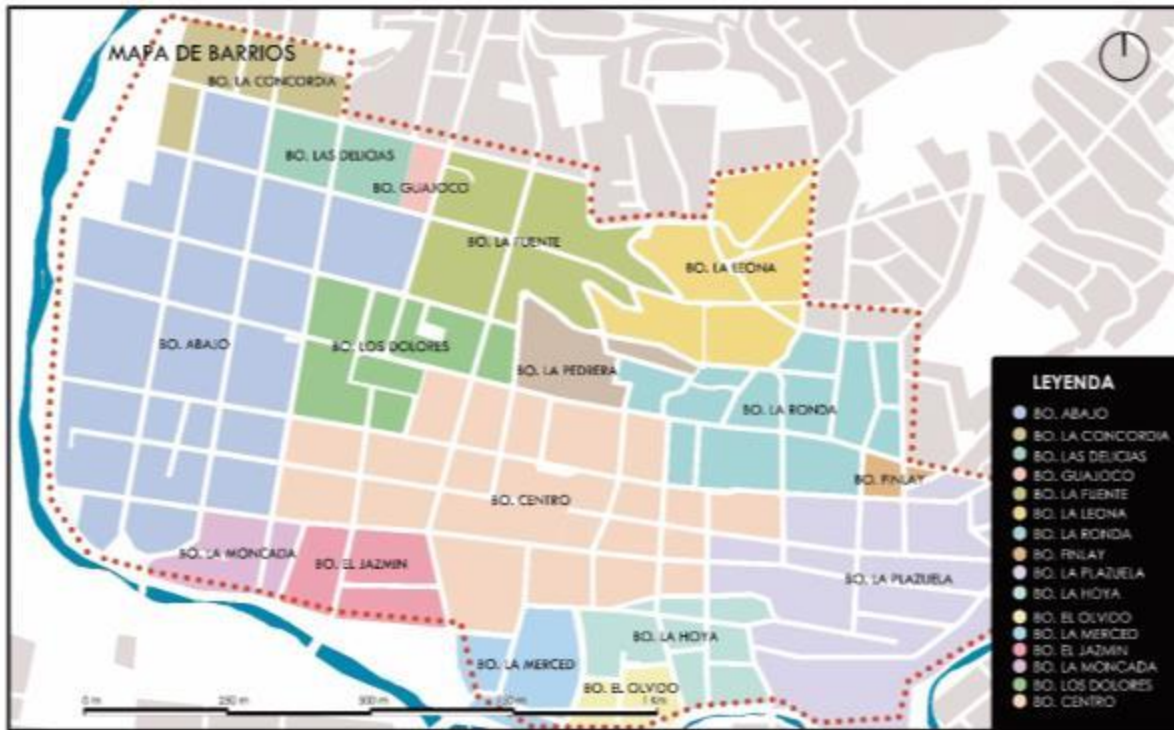 MAPA DE BARRIOS
BO. LA CONCORDIA
BO. LAS DELICIAS
BO. GUAJOCO
BO. LA FUENTE
BO. LA LEONA
BO. ABAJO
BO. LOS DOLORES
BO. LA PEDRERA
BO. LA RONDA
BO. FINLAY
BO. CENTRO
BO. LA MONCADA
BO. EL JAZMIN
BO. LA PLAZUELA
BO. LA HOYA
BO. LA MERCED
BO. EL OLVIDO
0 m 250 m 500 m 1 Km
LEYENDA
BO. ABAJO
BO. LA CONCORDIA
BO. LAS DELICIAS
BO. GUAJOCO
BO. LA FUENTE
BO. LA LEONA
BO. LA RONDA
BO. FINLAY
BO. LA PLAZUELA
BO. LA HOYA
BO. EL OLVIDO
BO. LA MERCED
BO. EL JAZMIN
BO. LA MONCADA
BO. LOS DOLORES
BO. CENTRO